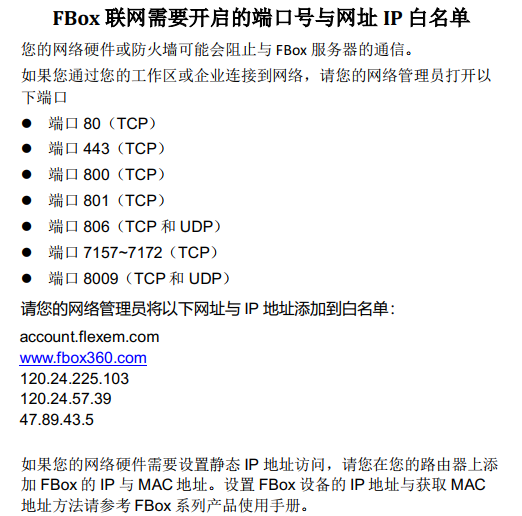 FBox 联网需要开启的端口号与网址 IP 白名单
您的网络硬件或防火墙可能会阻止与 FBox 服务器的通信。
如果您通过您的工作区或企业连接到网络，请您的网络管理员打开以
下端口
● 端口 80（TCP）
● 端口 443（TCP）
● 端口 800（TCP）
● 端口 801（TCP）
● 端口 806（TCP 和 UDP）
● 端口 7157~7172（TCP）
● 端口 8009（TCP 和 UDP）
请您的网络管理员将以下网址与 IP 地址添加到白名单：
account.flexem.com
www.fbox360.com
120.24.225.103
120.24.57.39
47.89.43.5
如果您的网络硬件需要设置静态 IP 地址访问，请您在您的路由器上添
加 FBox 的 IP 与 MAC 地址。设置 FBox 设备的 IP 地址与获取 MAC
地址方法请参考 FBox 系列产品使用手册。